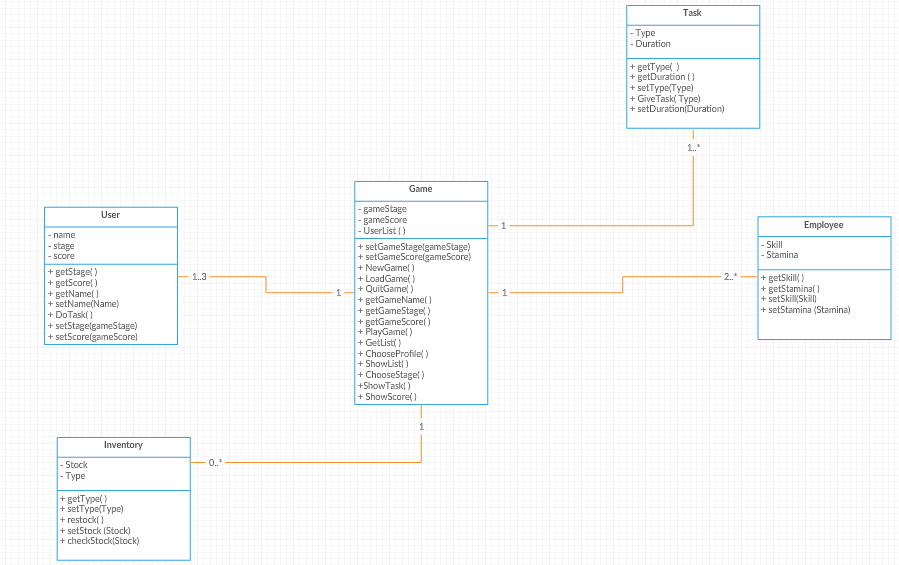 Task
- Type
- Duration
+ getType( )
+ getDuration ( )
+ setType(Type)
+ GiveTask( Type)
+ setDuration(Duration)
1..*
Game
- gameStage
- gameScore
- UserList ( )
+ setGameStage(gameStage)
+ setGameScore(gameScore)
+ NewGame( )
+ LoadGame( )
+ QuitGame( )
+ getGameName( )
+ getGameStage( )
+ getGameScore( )
+ PlayGame( )
+ GetList( )
+ ChooseProfile( )
+ ShowList( )
+ ChooseStage( )
+ShowTask( )
+ ShowScore( )
1
1
1
1
User
- name
- stage
- score
+ getStage( )
+ getScore( )
+ getName( )
+ setName(Name)
+ DoTask( )
+ setStage(gameStage)
+ setScore(gameScore)
1..3
Employee
- Skill
- Stamina
+ getSkill( )
+ getStamina( )
+ setSkill(Skill)
+ setStamina (Stamina)
2..*
Inventory
- Stock
- Type
+ getType( )
+ setType(Type)
+ restock( )
+ setStock (Stock)
+ checkStock(Stock)
0..*